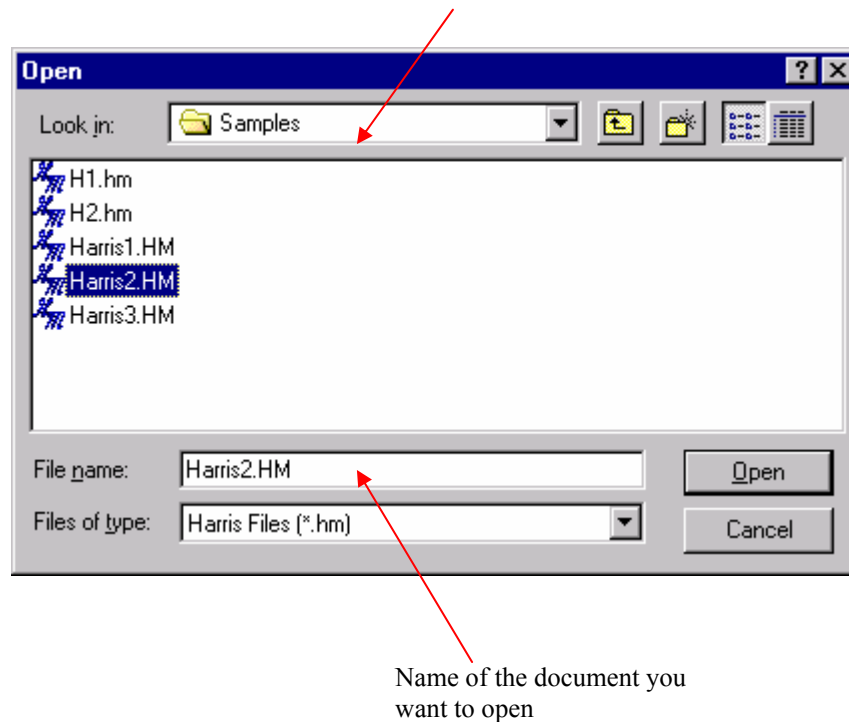 Open
Look in: Samples
H1.hm
H2.hm
Harris1.HM
Harris2.HM
Harris3.HM
File name: Harris2.HM Open
Files of type: Harris Files (*.hm) Cancel
Name of the document you
want to open